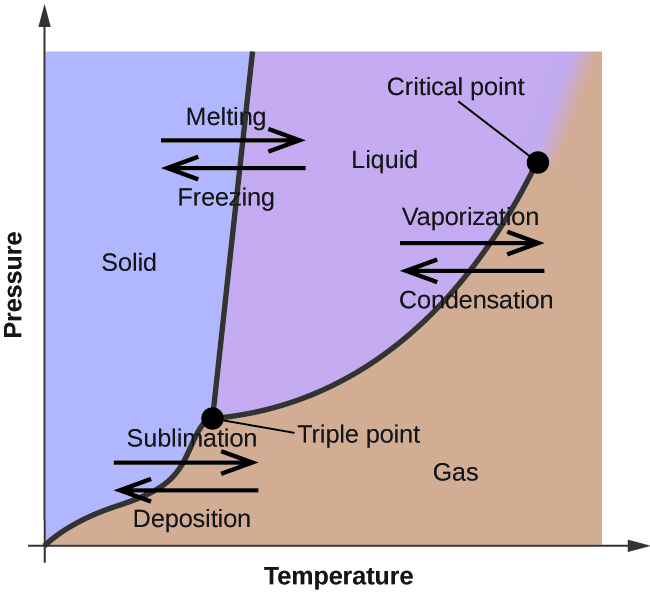 Critical point
Melting
Liquid
Freezing
Vaporization
Solid
Condensation
Pressure
Sublimation
Triple point
Gas
Deposition
Temperature